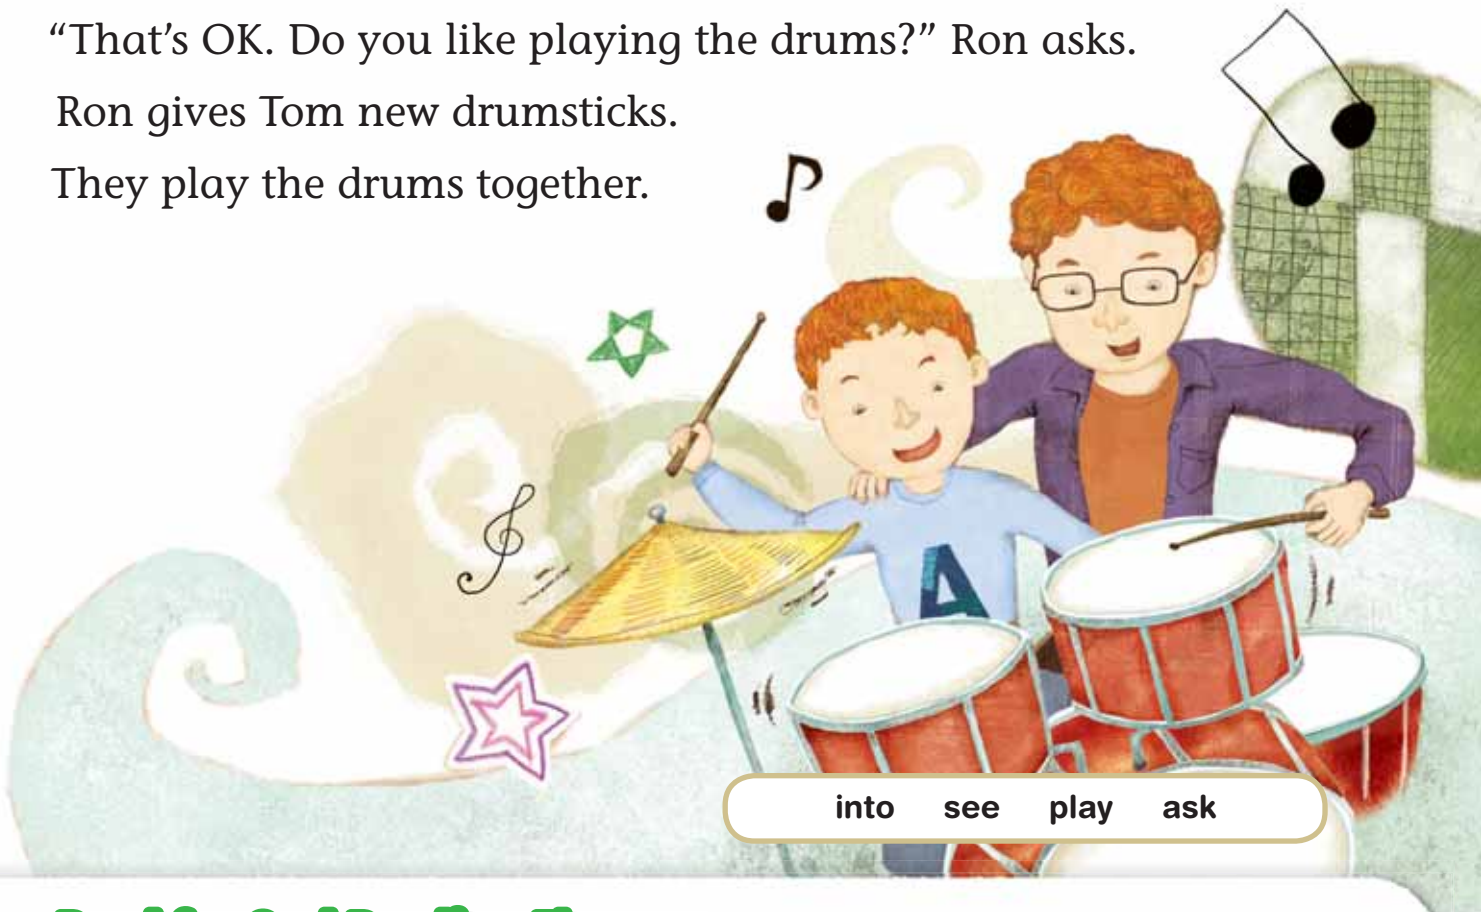 “That’s OK. Do you like playing the drums?” Ron asks.
Ron gives Tom new drumsticks.
They play the drums together.
A
into see play ask